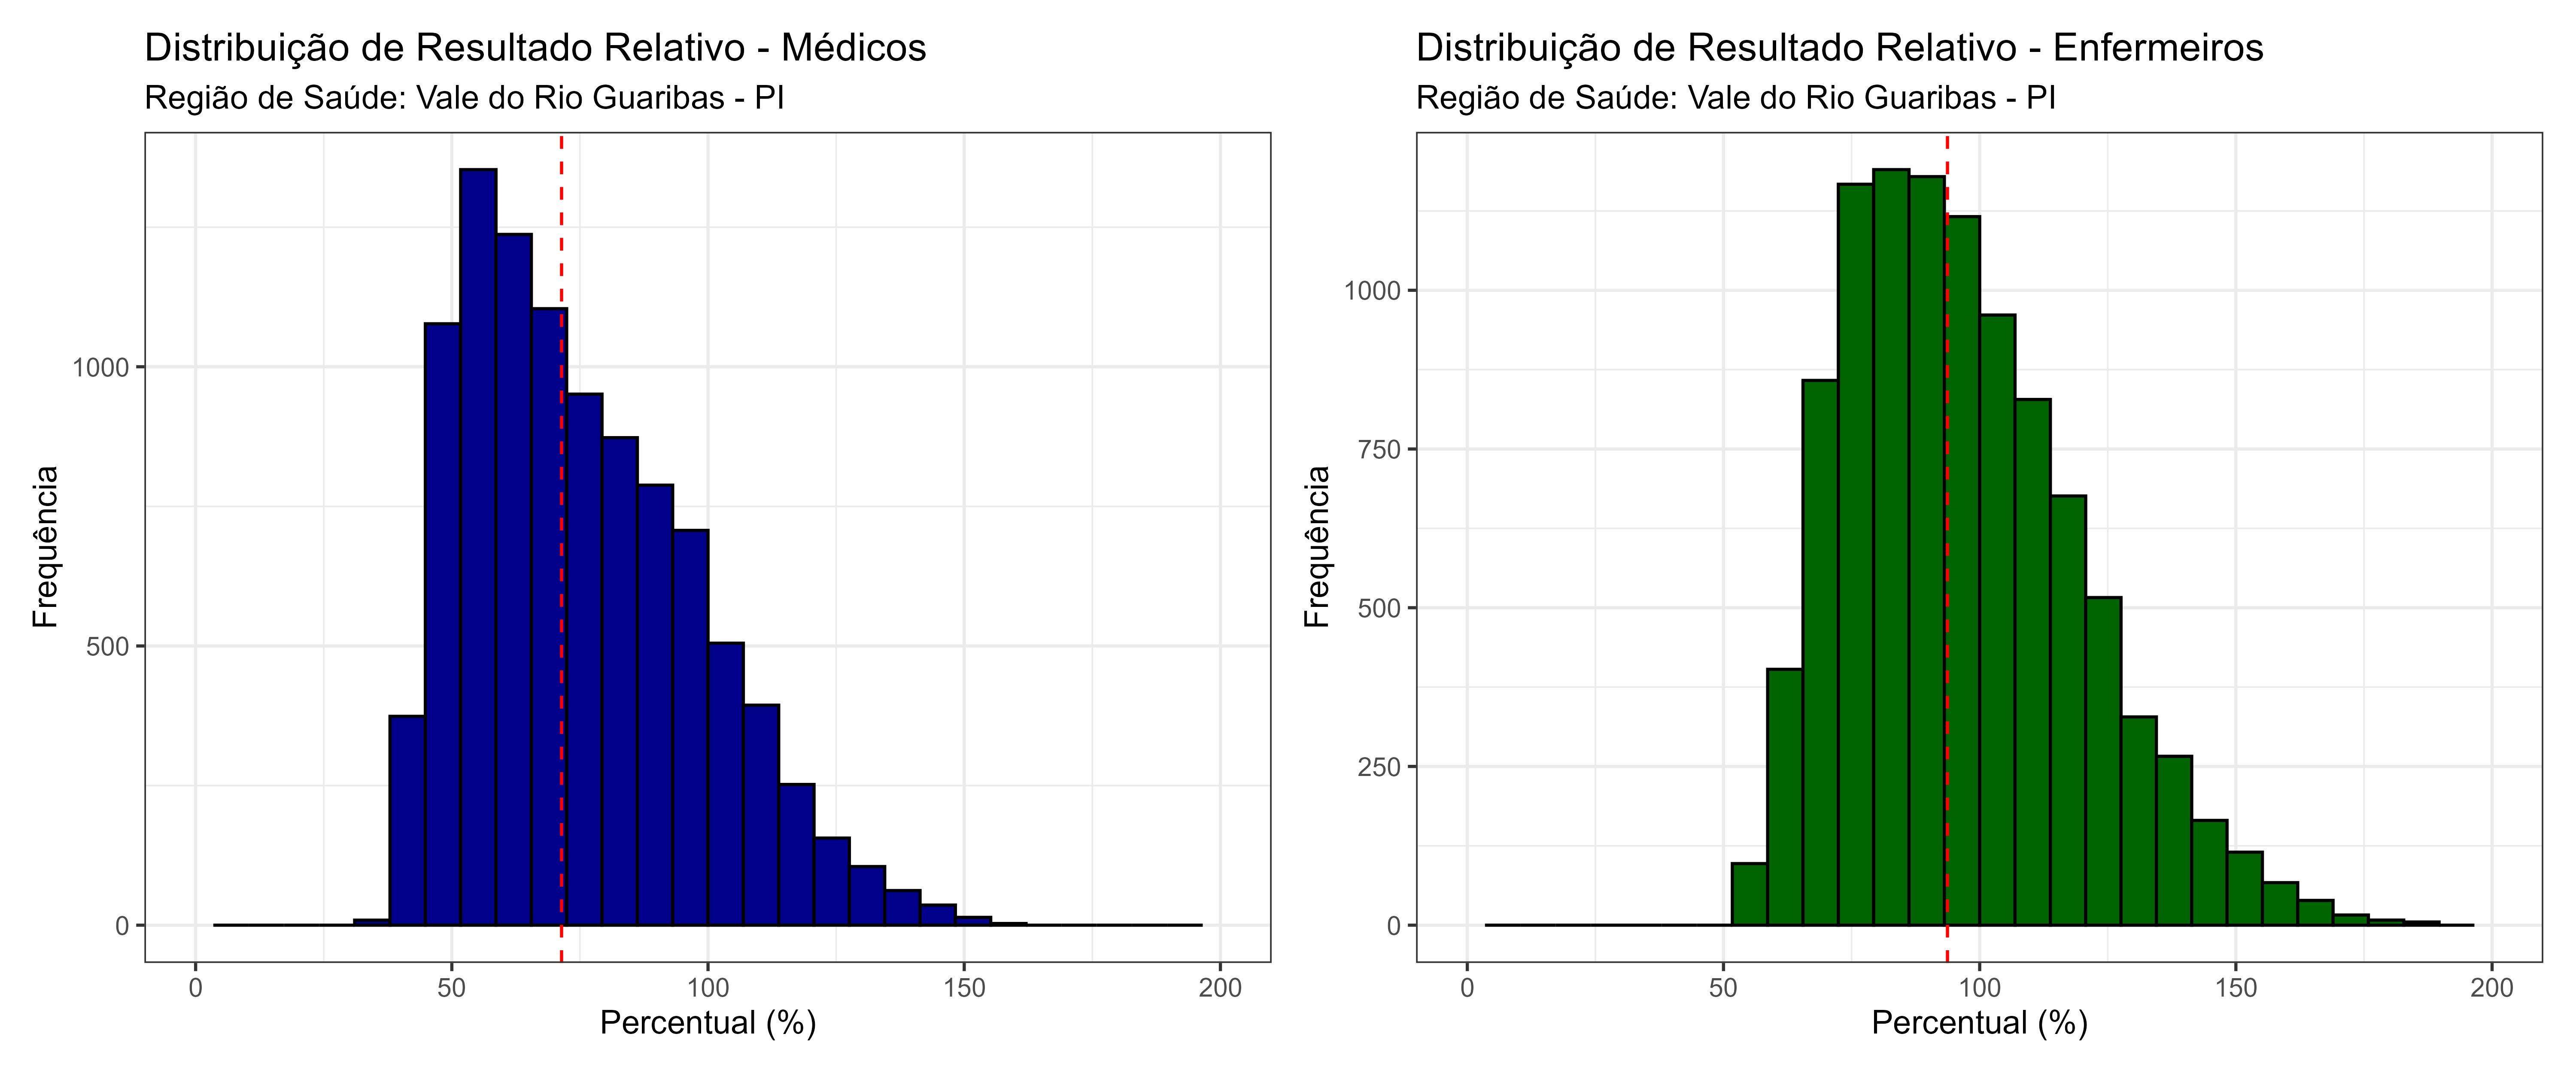 Distribuição de Resultado Relativo - Médicos
Região de Saúde: Vale do Rio Guaribas - PI
Frequência
1000
500
0
0 50 100 150 200
Percentual (%)
Distribuição de Resultado Relativo - Enfermeiros
Região de Saúde: Vale do Rio Guaribas - PI
Frequência
1000
750
500
250
0
0 50 100 150 200
Percentual (%)